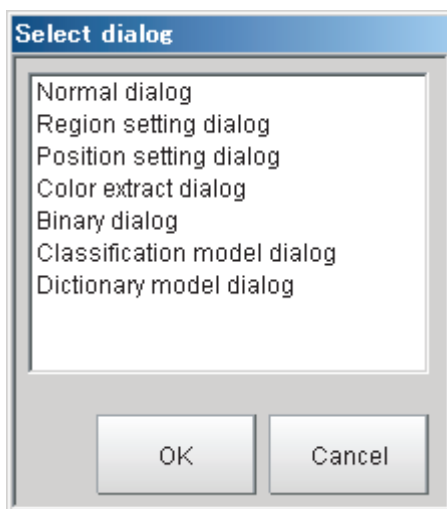 Select dialog
Normal dialog
Region setting dialog
Position setting dialog
Color extract dialog
Binary dialog
Classification model dialog
Dictionary model dialog
OK
Cancel